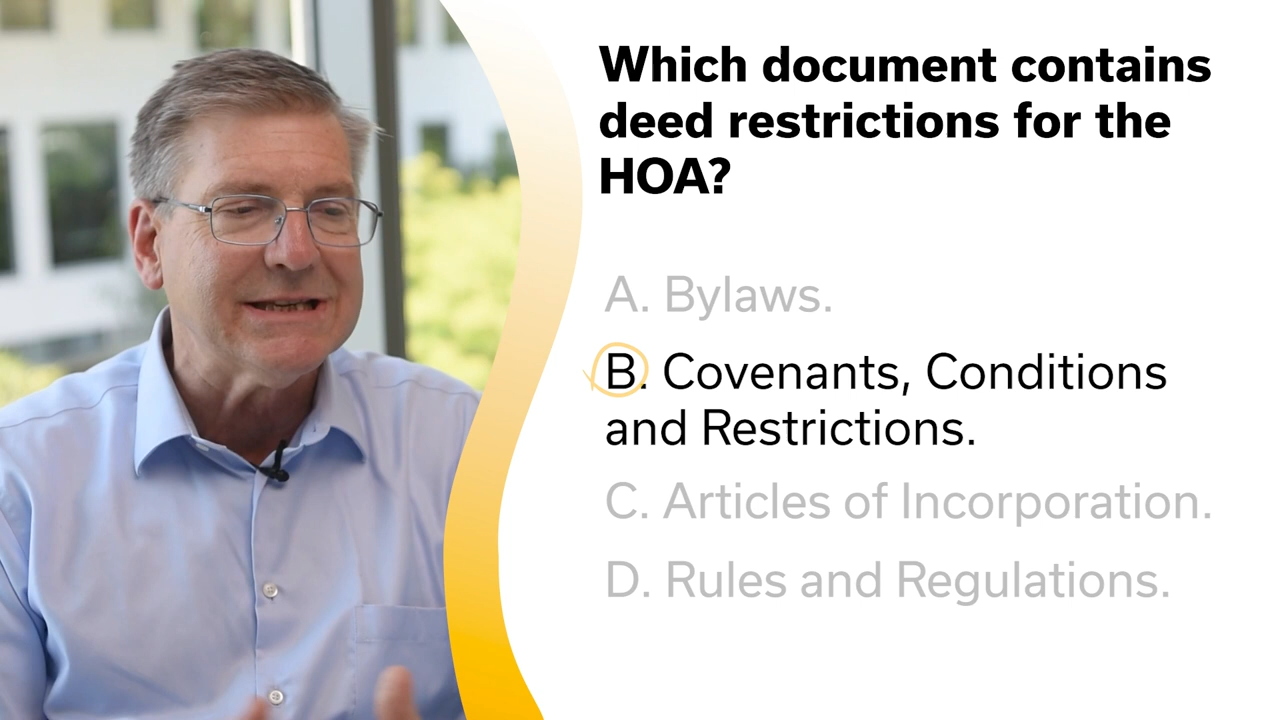 Which document contains
deed restrictions for the
HOA?
A. Bylaws.
B. Covenants, Conditions
and Restrictions.
C. Articles of Incorporation.
D. Rules and Regulations.